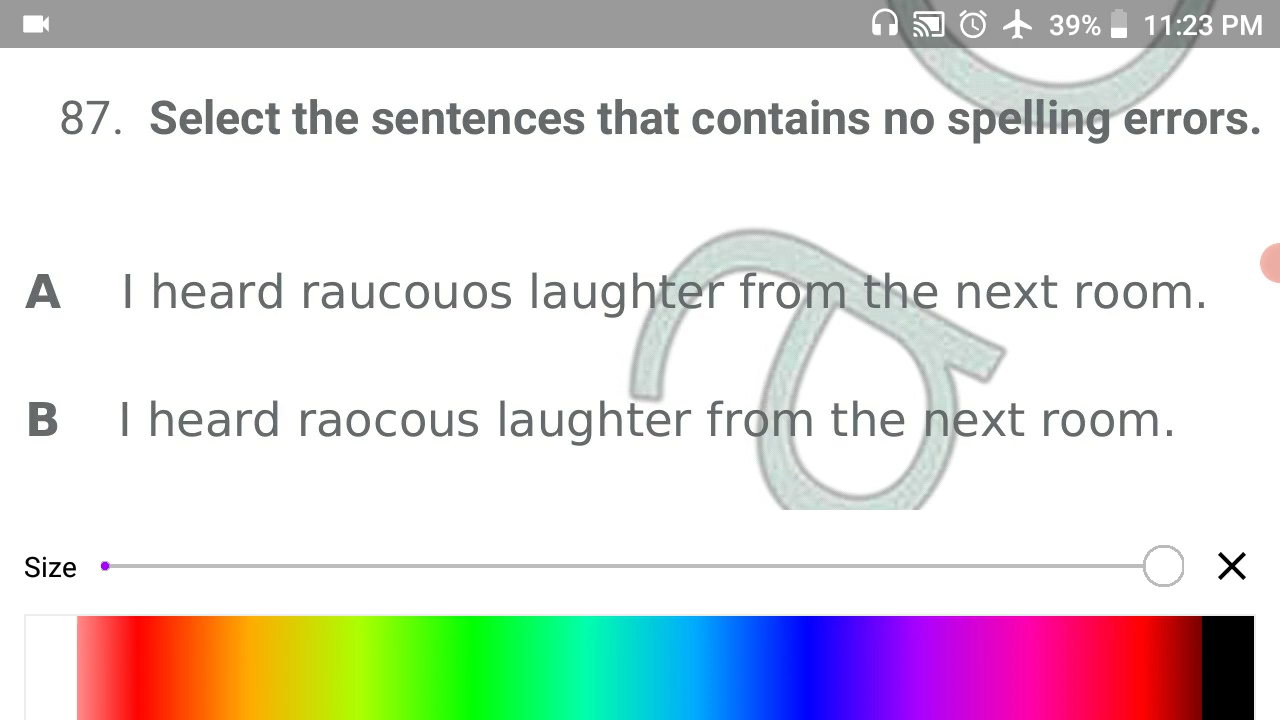 39% 11:23 PM
87. Select the sentences that contains no spelling errors.
A I heard raucouos laughter from the next room.
B I heard raocous laughter from the next room.
Size